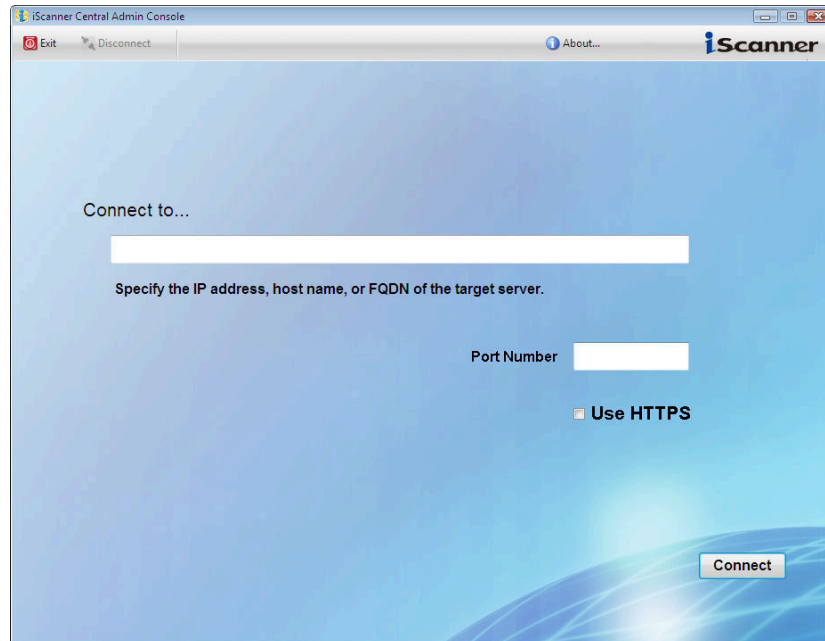 iScanner Central Admin Console
Exit Disconnect About... iScanner
Connect to...
Specify the IP address, host name, or FQDN of the target server.
Port Number
Use HTTPS
Connect